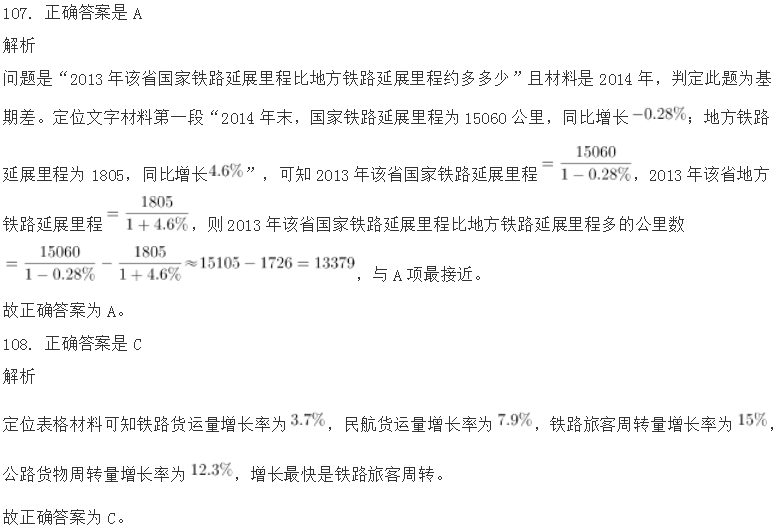 107. 正确答案是 A
解析
问题是“2013 年该省国家铁路延展里程比地方铁路延展里程约多多少”且材料是 2014 年，判定此题为基
期差。定位文字材料第一段“2014 年末，国家铁路延展里程为 15060 公里，同比增长 −0.28%；地方铁路
延展里程为 1805，同比增长 4.6%”，可知 2013 年该省国家铁路延展里程 = 15060/(1−0.28%)，2013 年该省地方
铁路延展里程 = 1805/(1+4.6%)，则 2013 年该省国家铁路延展里程比地方铁路延展里程多的公里数
= 15060/(1−0.28%) − 1805/(1+4.6%) ≈ 15105 − 1726 = 13379，与 A 项最接近。
故正确答案为 A。
108. 正确答案是 C
解析
定位表格材料可知铁路货运量增长率为 3.7%，民航货运量增长率为 7.9%，铁路旅客周转量增长率为 15%，
公路货物周转量增长率为 12.3%，增长最快是铁路旅客周转。
故正确答案为 C。